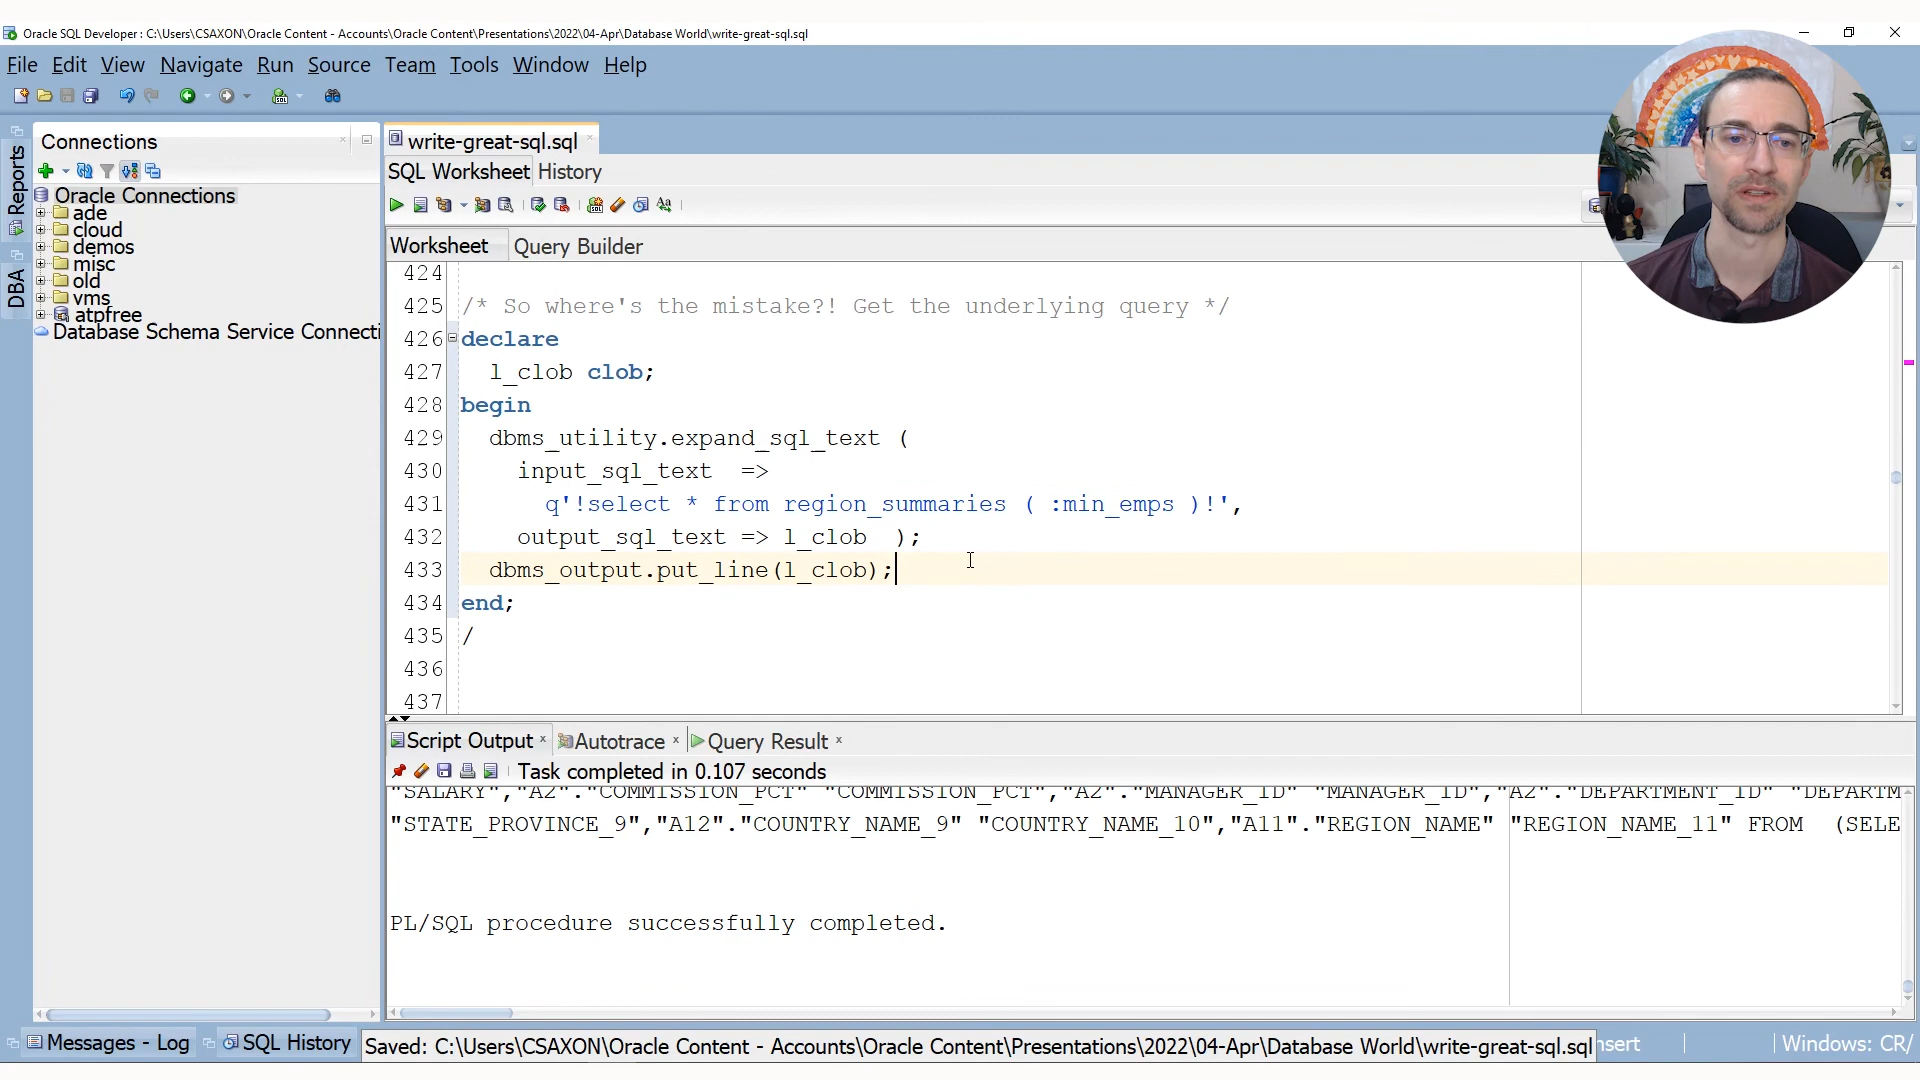 Oracle SQL Developer : C:\Users\CSAXON\Oracle Content - Accounts\Oracle Content\Presentations\2022\04-Apr\Database World\write-great-sql.sql
File Edit View Navigate Run Source Team Tools Window Help
Reports
DBA
Connections
Oracle Connections
ade
cloud
demos
misc
old
vms
atpfree
Database Schema Service Connecti
write-great-sql.sql
SQL Worksheet History
Worksheet Query Builder
424
425 /* So where's the mistake?! Get the underlying query */
426 declare
427 l_clob clob;
428 begin
429 dbms_utility.expand_sql_text (
430 input_sql_text =>
431 q'!select * from region_summaries ( :min_emps )!',
432 output_sql_text => l_clob );
433 dbms_output.put_line(l_clob);
434 end;
435 /
436
437
Script Output Autotrace Query Result
Task completed in 0.107 seconds
"SALARY","A2"."COMMISSION_PCT" "COMMISSION_PCT","A2"."MANAGER_ID" "MANAGER_ID","A2"."DEPARTMENT_ID" "DEPARTM
"STATE_PROVINCE_9","A12"."COUNTRY_NAME_9" "COUNTRY_NAME_10","A11"."REGION_NAME" "REGION_NAME_11" FROM (SELE
PL/SQL procedure successfully completed.
Messages - Log SQL History Saved: C:\Users\CSAXON\Oracle Content - Accounts\Oracle Content\Presentations\2022\04-Apr\Database World\write-great-sql.sql nsert Windows: CR/